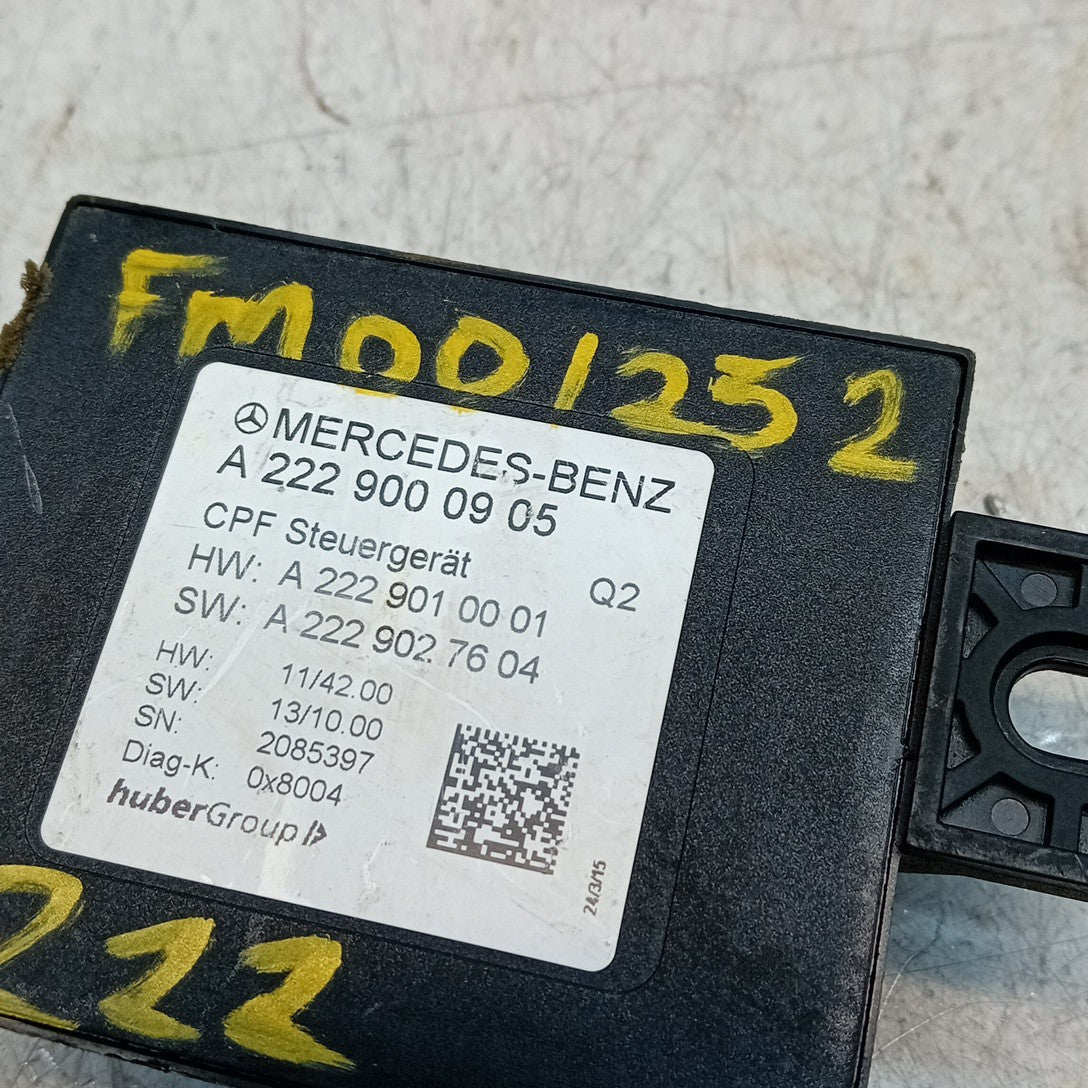 FM001232
MERCEDES-BENZ
A 222 900 09 05
CPF Steuergerät
Q2
HW: A 222 901 00 01
SW: A 222 902 76 04
HW: 11/42.00
SW: 13/10.00
SN: 2085397
Diag-K: 0x8004
huberGroup
24/3/15
222